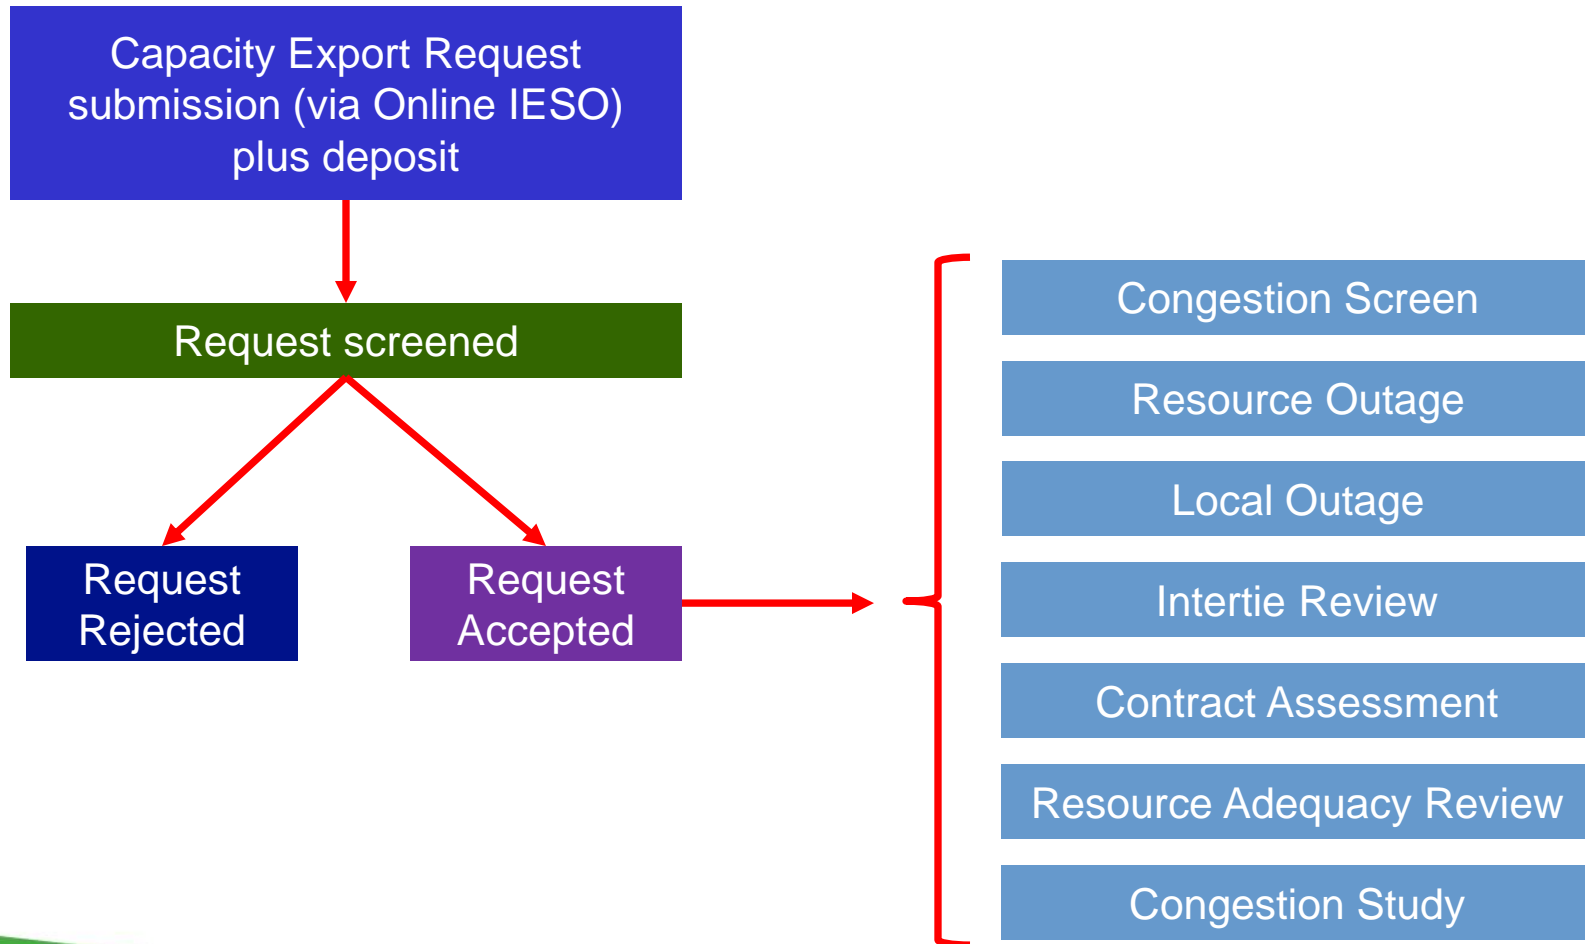 Capacity Export Request
submission (via Online IESO)
plus deposit
Request screened
Request
Rejected
Request
Accepted
Congestion Screen
Resource Outage
Local Outage
Intertie Review
Contract Assessment
Resource Adequacy Review
Congestion Study